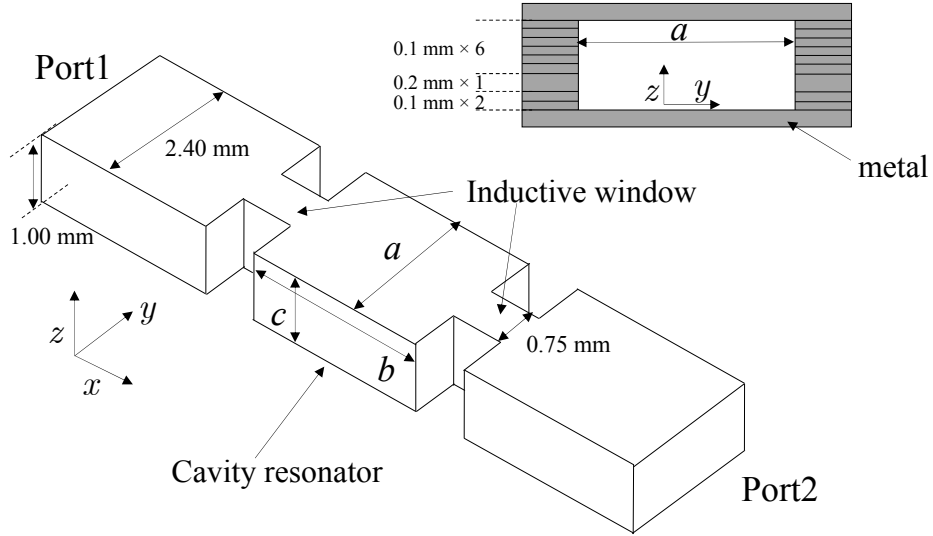 Port1
2.40 mm
1.00 mm
z
y
x
c
b
a
Cavity resonator
Inductive window
0.75 mm
Port2
0.1 mm × 6
0.2 mm × 1
0.1 mm × 2
a
z
y
metal